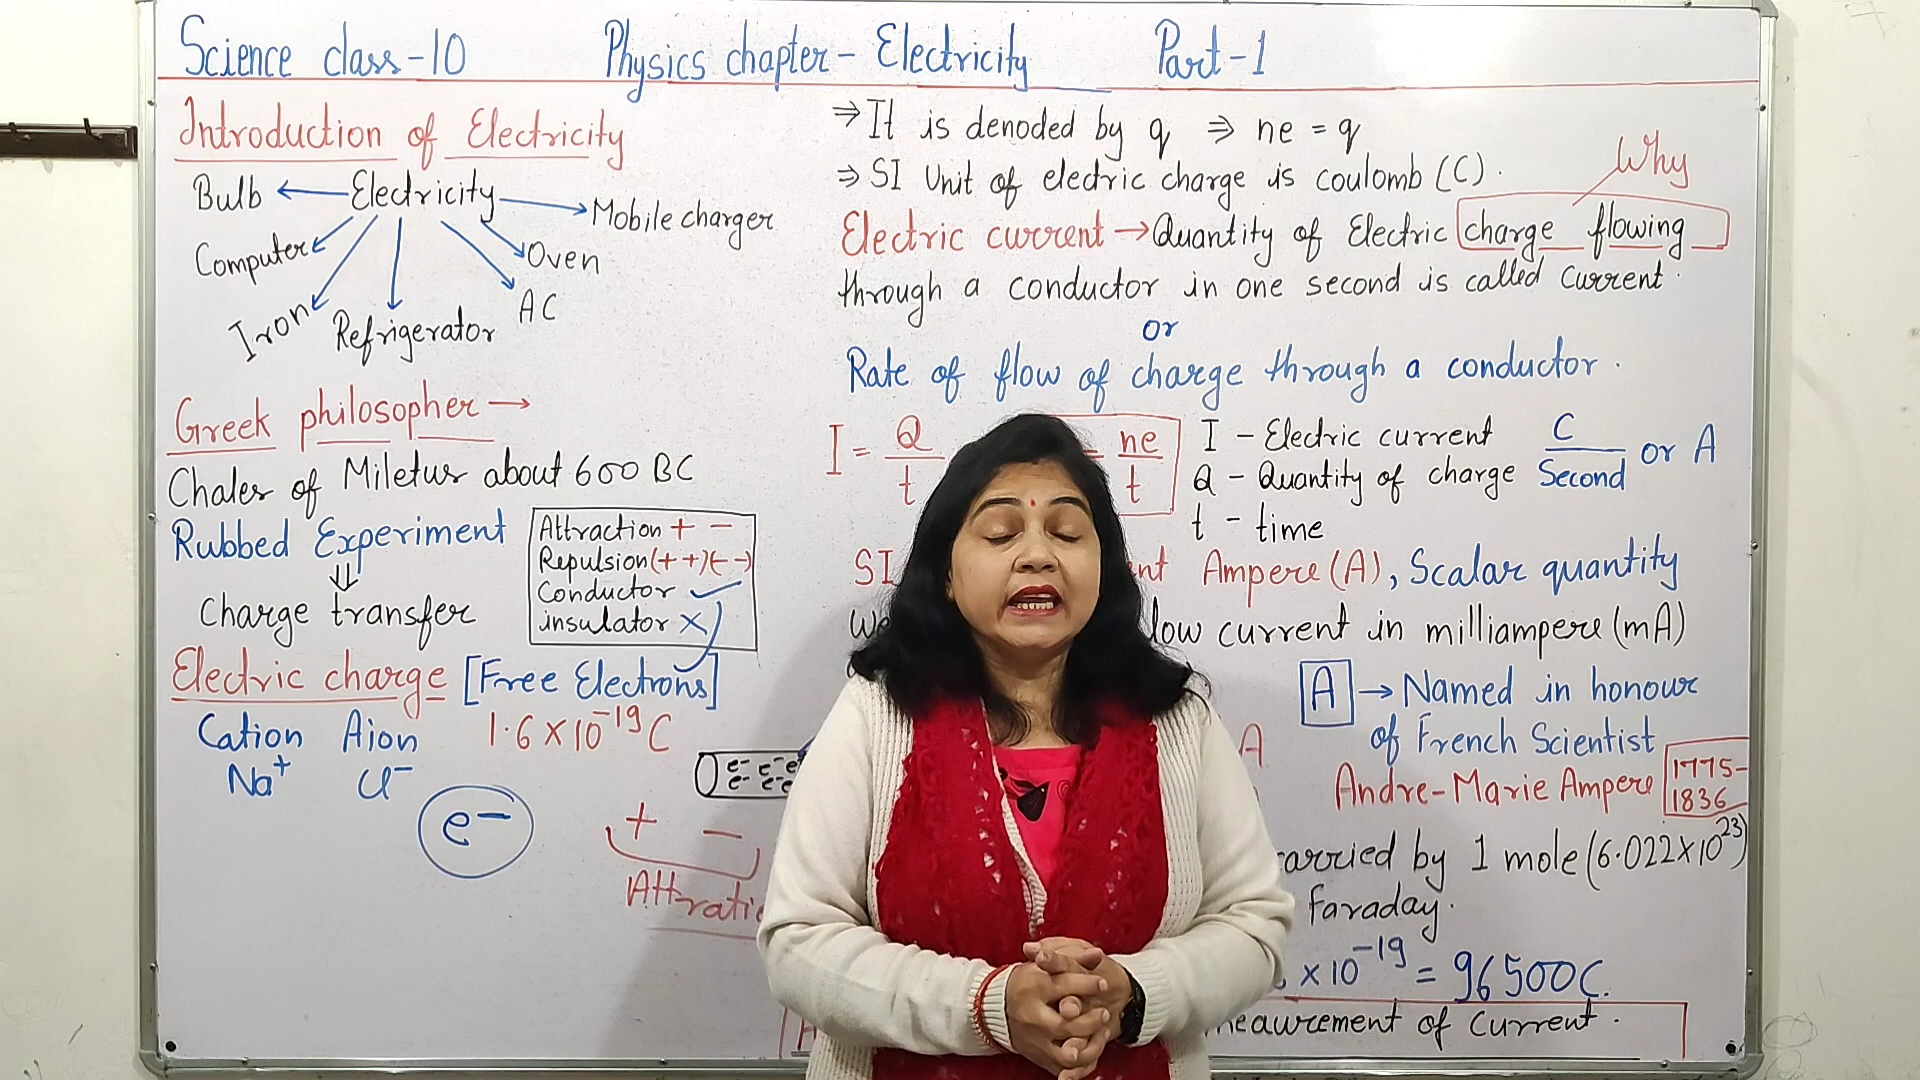 Science class-10 Physics chapter- Electricity Part-1
Introduction of Electricity
Bulb ← Electricity → Mobile charger
Computer
Oven
Iron
Refrigerator
AC
Greek philosopher →
Chales of Miletus about 600 BC
Rubbed Experiment
⇓
Charge transfer
Attraction + -
Repulsion (+ +)(- -)
Conductor ✓
insulator ×
Electric charge [Free Electrons]
Cation Aion 1.6×10⁻¹⁹C
Na⁺ Cl⁻
e⁻
e⁻ e⁻ e⁻
e⁻ e⁻ e⁻
+ -
⇒ It is denoded by q ⇒ ne = q
⇒ SI Unit of electric charge is coulomb (C).
Why
Electric current → Quantity of Electric charge flowing
through a conductor in one second is called Current.
or
Rate of flow of charge through a conductor.
I = Q/t = ne/t
I - Electric current C/Second or A
Q - Quantity of charge
t - time
SI Ampere (A), Scalar quantity
low current in milliampere (mA)
A
A → Named in honour
of French Scientist
Andre-Marie Ampere 1775-
1836
carried by 1 mole (6.022×10²³)
Faraday.
×10⁻¹⁹ = 96500C.
of Current.